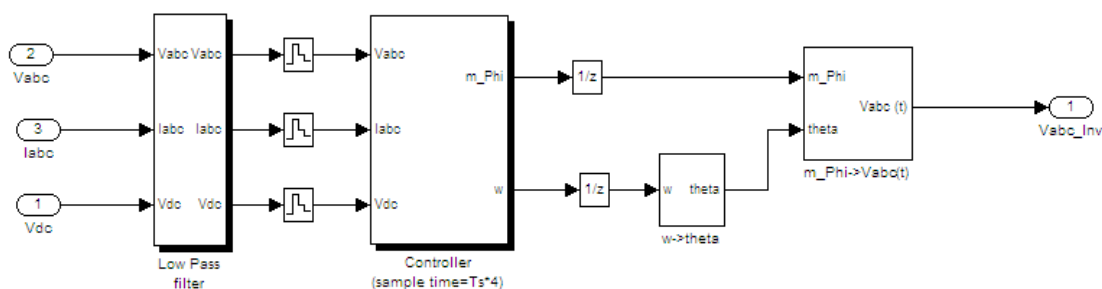 2
Vabc
3
Iabc
1
Vdc
Vabc Vabc
Iabc Iabc
Vdc Vdc
Low Pass
filter
Vabc
Iabc
Vdc
m_Phi
w
Controller
(sample time=Ts*4)
1/z
1/z
w theta
w->theta
m_Phi
theta
Vabc (t)
m_Phi->Vabc(t)
1
Vabc_Inv